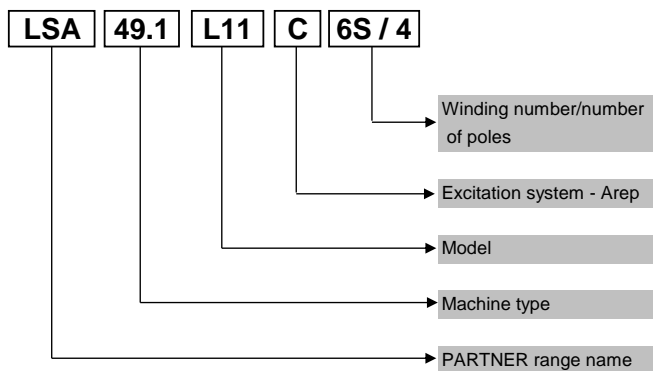 LSA 49.1 L11 C 6S / 4
Winding number/number
of poles
Excitation system - Arep
Model
Machine type
PARTNER range name